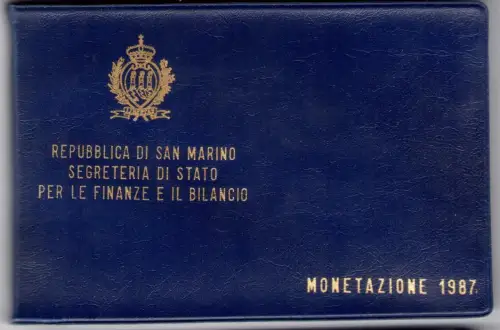 REPUBBLICA DI SAN MARINO
SEGRETERIA DI STATO
PER LE FINANZE E IL BILANCIO
MONETAZIONE 1987